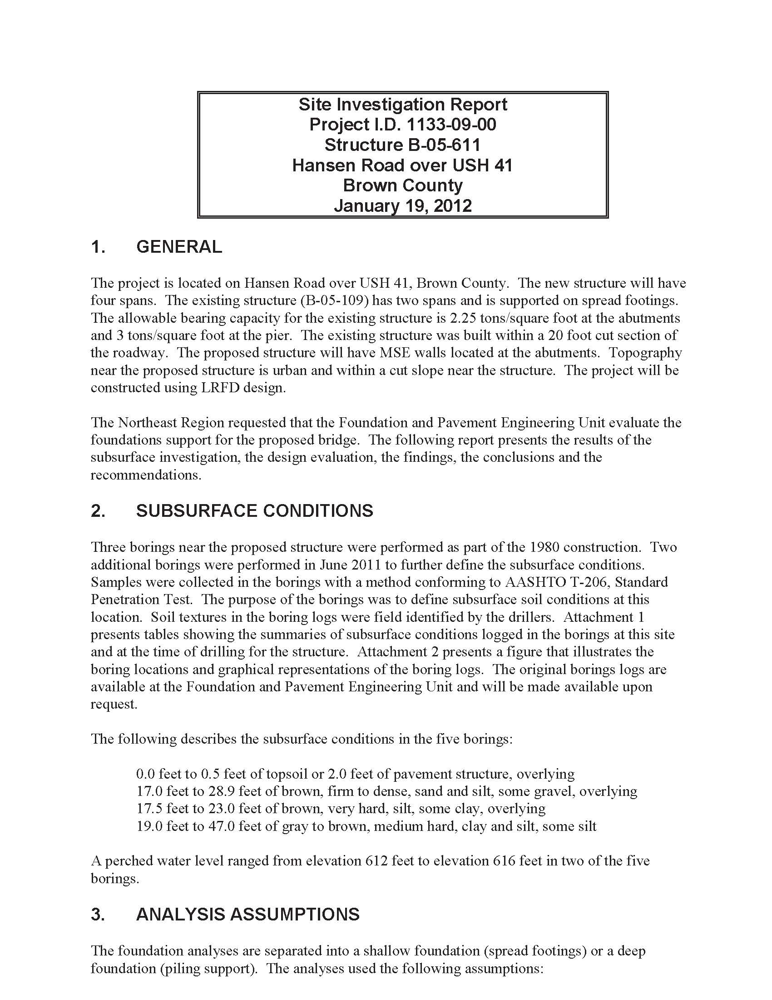 Site Investigation Report
Project I.D. 1133-09-00
Structure B-05-611
Hansen Road over USH 41
Brown County
January 19, 2012
1. GENERAL
The project is located on Hansen Road over USH 41, Brown County. The new structure will have
four spans. The existing structure (B-05-109) has two spans and is supported on spread footings.
The allowable bearing capacity for the existing structure is 2.25 tons/square foot at the abutments
and 3 tons/square foot at the pier. The existing structure was built within a 20 foot cut section of
the roadway. The proposed structure will have MSE walls located at the abutments. Topography
near the proposed structure is urban and within a cut slope near the structure. The project will be
constructed using LRFD design.
The Northeast Region requested that the Foundation and Pavement Engineering Unit evaluate the
foundations support for the proposed bridge. The following report presents the results of the
subsurface investigation, the design evaluation, the findings, the conclusions and the
recommendations.
2. SUBSURFACE CONDITIONS
Three borings near the proposed structure were performed as part of the 1980 construction. Two
additional borings were performed in June 2011 to further define the subsurface conditions.
Samples were collected in the borings with a method conforming to AASHTO T-206, Standard
Penetration Test. The purpose of the borings was to define subsurface soil conditions at this
location. Soil textures in the boring logs were field identified by the drillers. Attachment 1
presents tables showing the summaries of subsurface conditions logged in the borings at this site
and at the time of drilling for the structure. Attachment 2 presents a figure that illustrates the
boring locations and graphical representations of the boring logs. The original borings logs are
available at the Foundation and Pavement Engineering Unit and will be made available upon
request.
The following describes the subsurface conditions in the five borings:
0.0 feet to 0.5 feet of topsoil or 2.0 feet of pavement structure, overlying
17.0 feet to 28.9 feet of brown, firm to dense, sand and silt, some gravel, overlying
17.5 feet to 23.0 feet of brown, very hard, silt, some clay, overlying
19.0 feet to 47.0 feet of gray to brown, medium hard, clay and silt, some silt
A perched water level ranged from elevation 612 feet to elevation 616 feet in two of the five
borings.
3. ANALYSIS ASSUMPTIONS
The foundation analyses are separated into a shallow foundation (spread footings) or a deep
foundation (piling support). The analyses used the following assumptions: